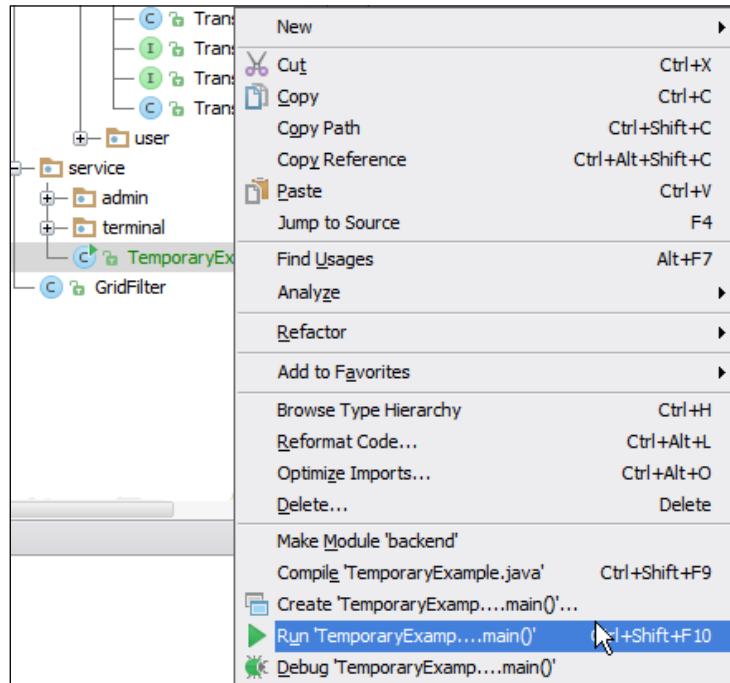 Trans
New
Trans
Cut Ctrl+X
Trans
Copy Ctrl+C
Trans
Copy Path Ctrl+Shift+C
user
Copy Reference Ctrl+Alt+Shift+C
service
Paste Ctrl+V
admin
Jump to Source F4
terminal
TemporaryEx
Find Usages Alt+F7
GridFilter
Analyze
Refactor
Add to Favorites
Browse Type Hierarchy Ctrl+H
Reformat Code... Ctrl+Alt+L
Optimize Imports... Ctrl+Alt+O
Delete... Delete
Make Module 'backend'
Compile 'TemporaryExample.java' Ctrl+Shift+F9
Create 'TemporaryExamp....main()'...
Run 'TemporaryExamp....main()' Ctrl+Shift+F10
Debug 'TemporaryExamp....main()'